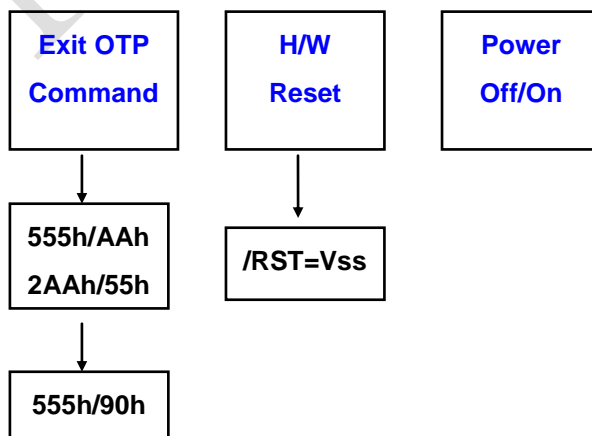 Exit OTP
Command
H/W
Reset
Power
Off/On
555h/AAh
2AAh/55h
/RST=Vss
555h/90h